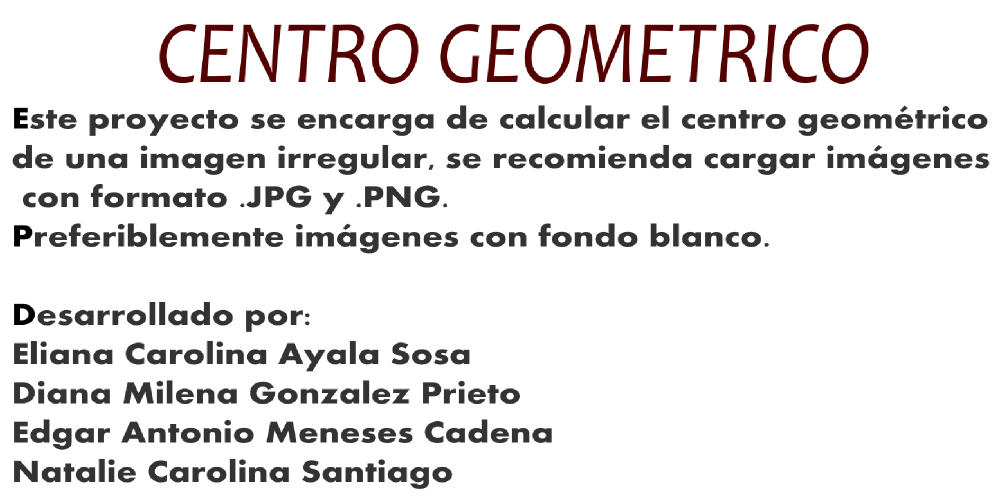 CENTRO GEOMETRICO
Este proyecto se encarga de calcular el centro geométrico
de una imagen irregular, se recomienda cargar imágenes
con formato .JPG y .PNG.
Preferiblemente imágenes con fondo blanco.
Desarrollado por:
Eliana Carolina Ayala Sosa
Diana Milena Gonzalez Prieto
Edgar Antonio Meneses Cadena
Natalie Carolina Santiago